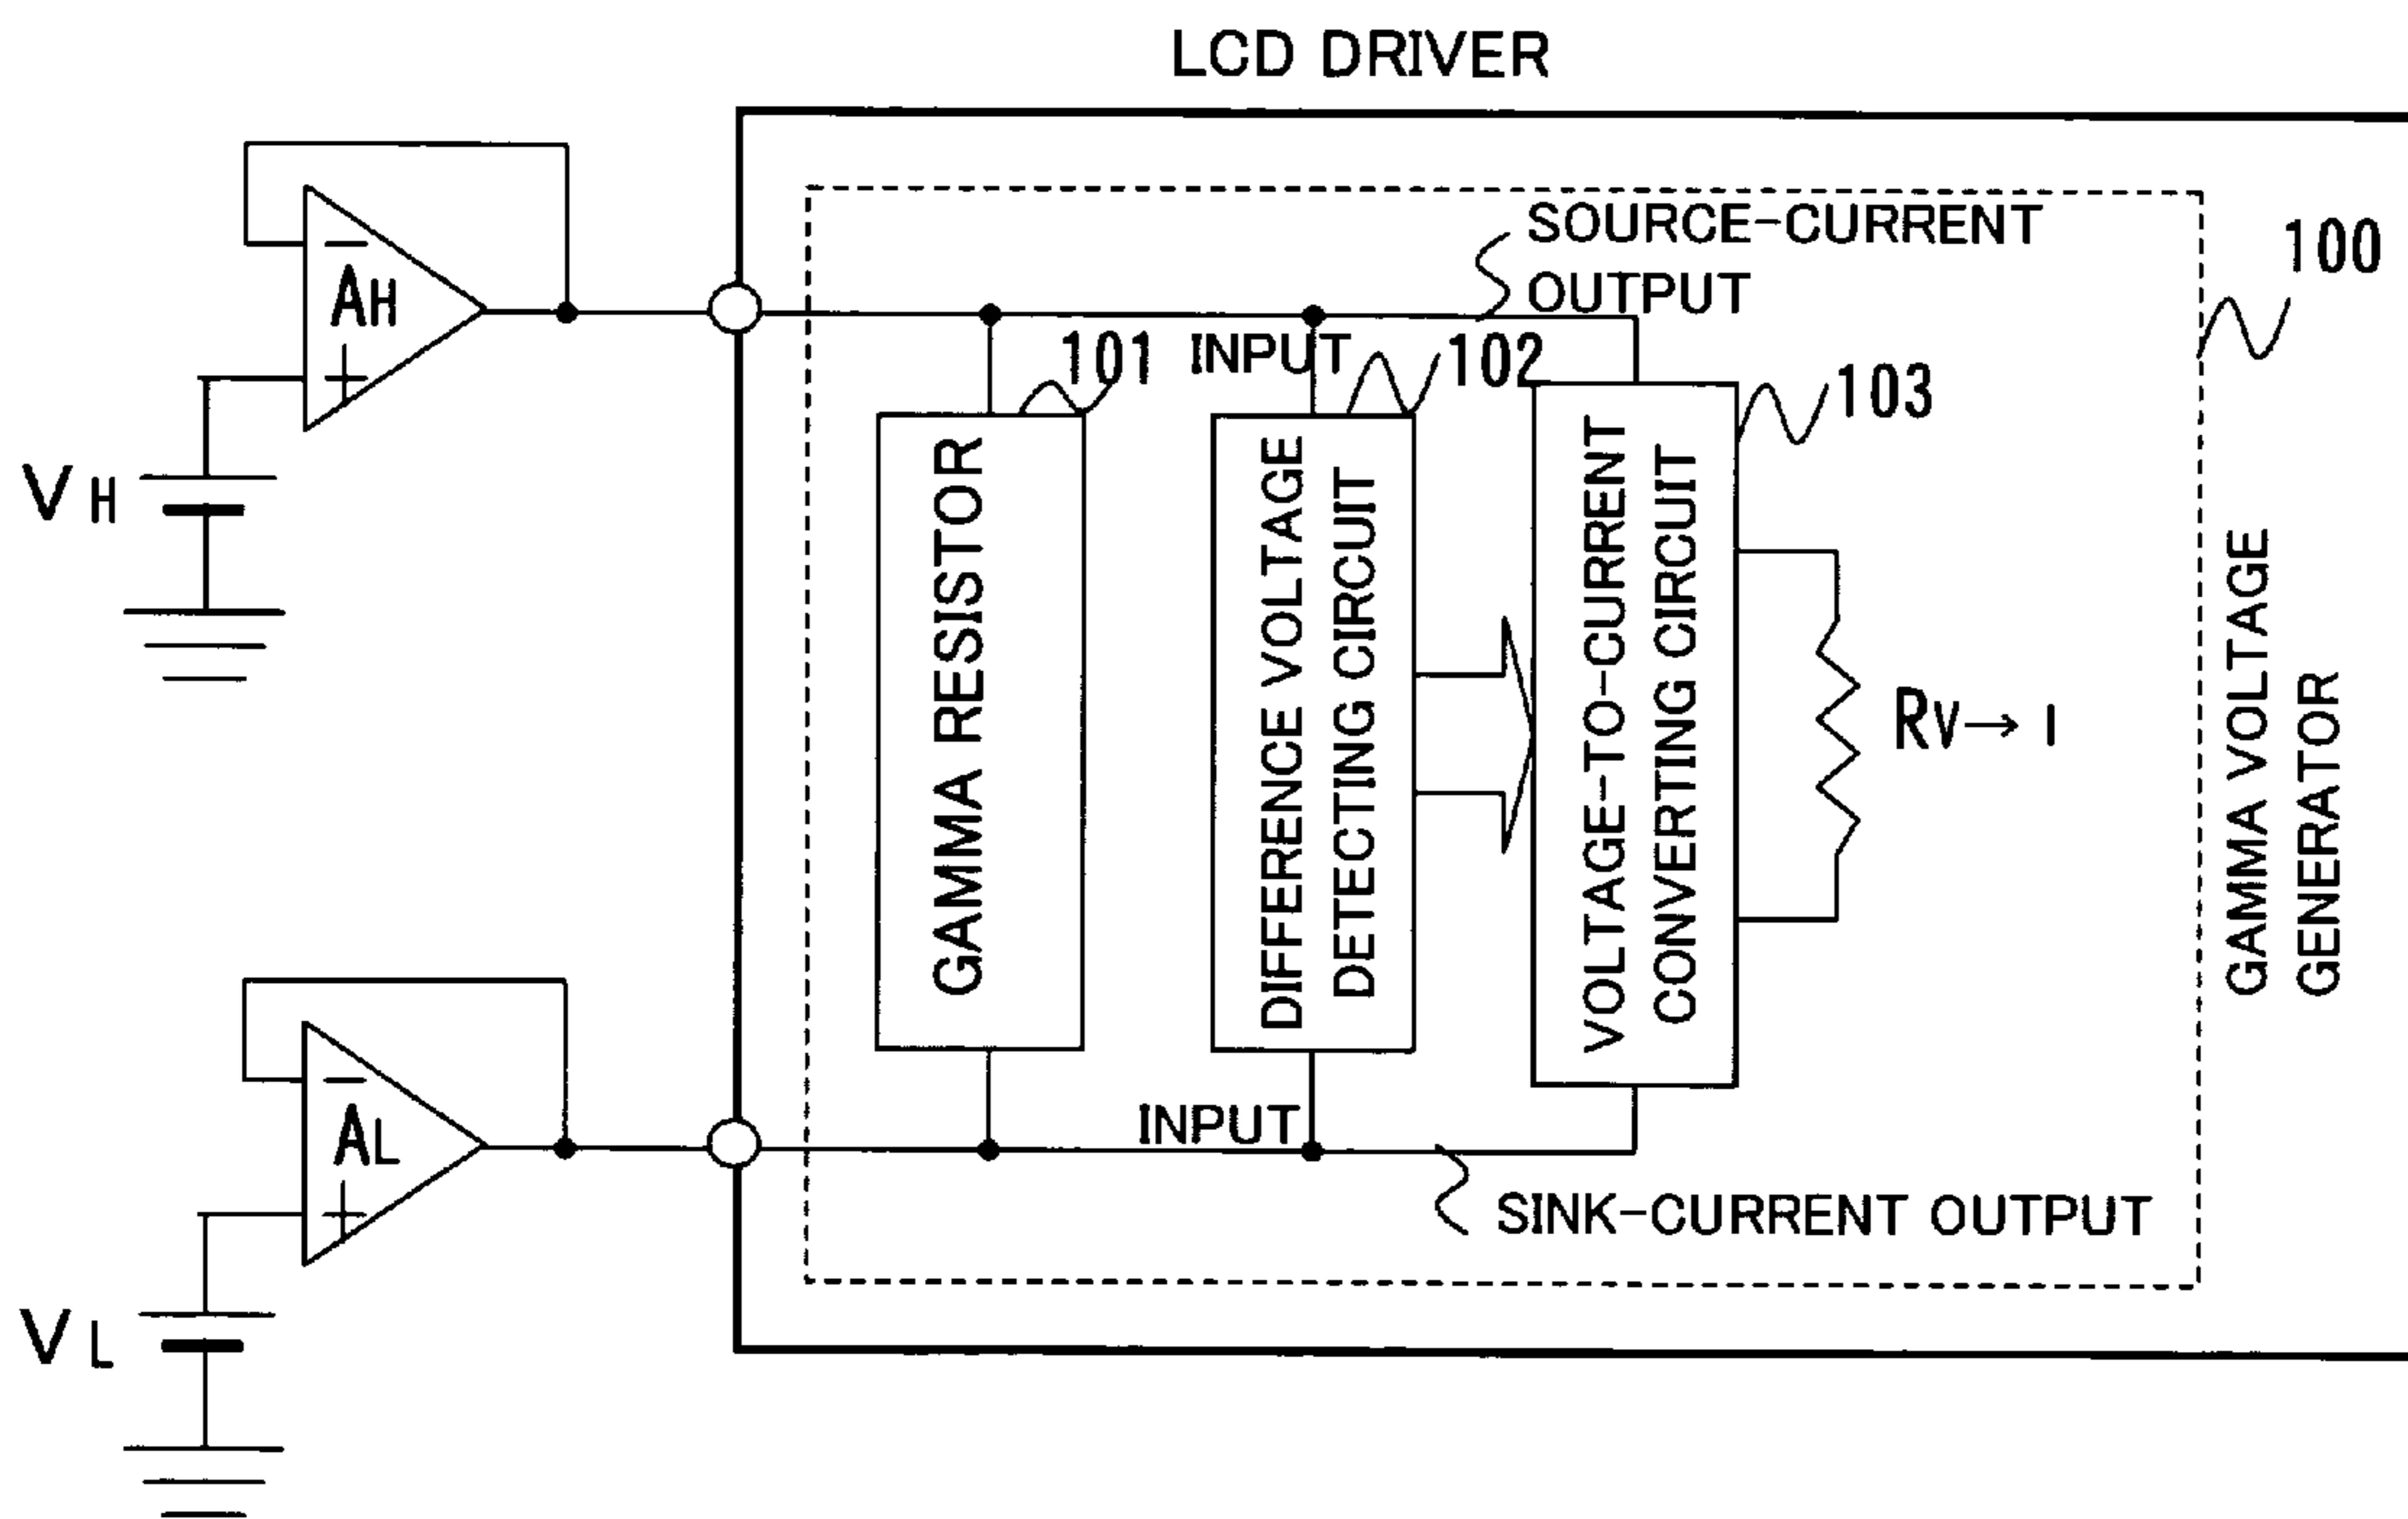 LCD DRIVER
SOURCE-CURRENT
OUTPUT
100
AH
−
+
101
INPUT
102
103
VH
GAMMA RESISTOR
DIFFERENCE VOLTAGE
DETECTING CIRCUIT
VOLTAGE-TO-CURRENT
CONVERTING CIRCUIT
RV→I
GAMMA VOLTAGE
GENERATOR
−
AL
+
INPUT
SINK-CURRENT OUTPUT
VL